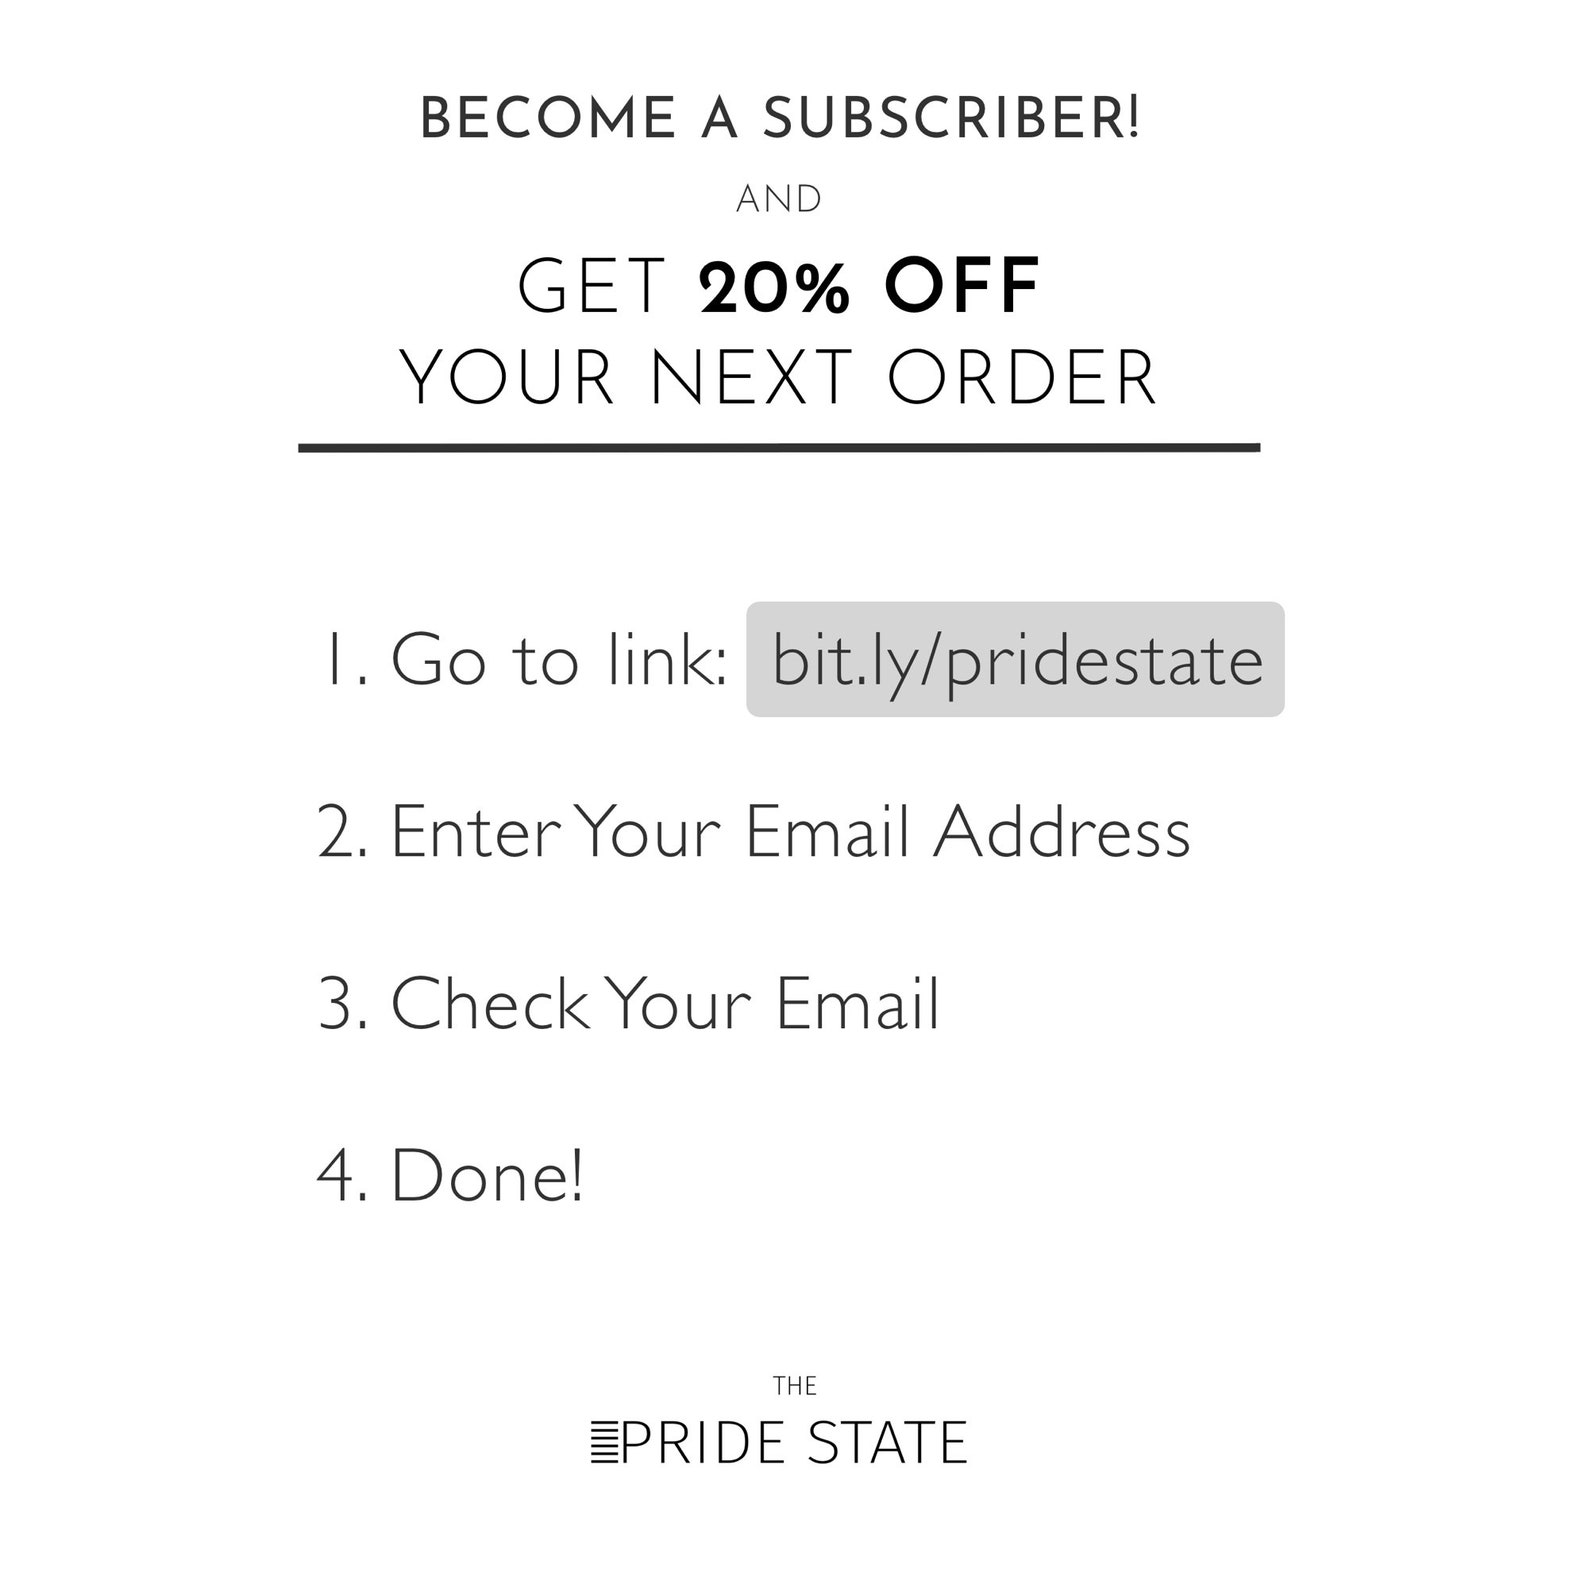 BECOME A SUBSCRIBER!
AND
GET 20% OFF
YOUR NEXT ORDER
1. Go to link: bit.ly/pridestate
2. Enter Your Email Address
3. Check Your Email
4. Done!
THE
PRIDE STATE